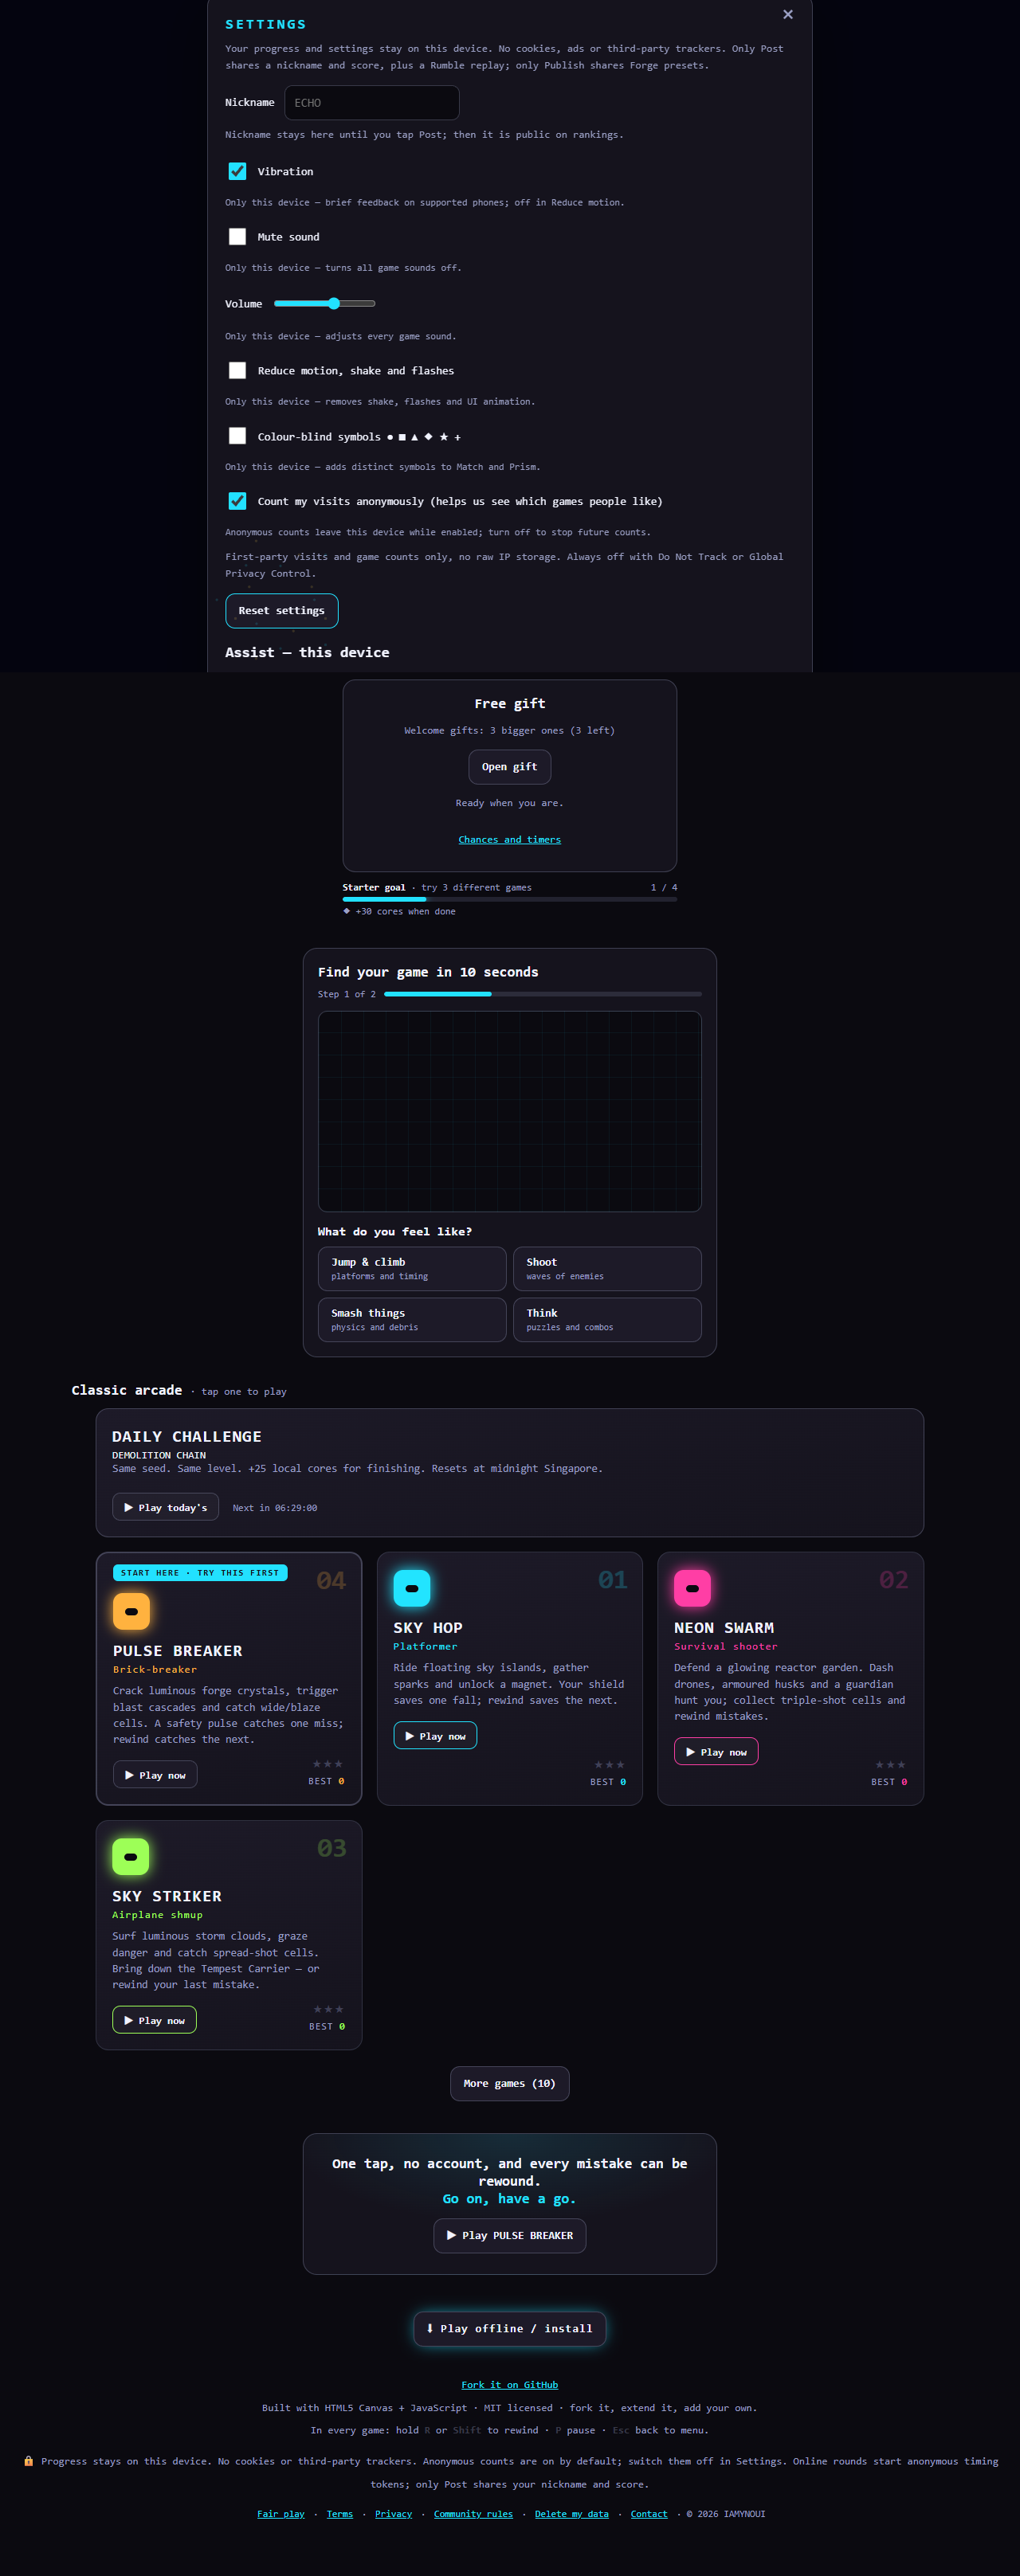 SETTINGS
✕
Your progress and settings stay on this device. No cookies, ads or third-party trackers. Only Post
shares a nickname and score, plus a Rumble replay; only Publish shares Forge presets.
Nickname ECHO
Nickname stays here until you tap Post; then it is public on rankings.
Vibration
Only this device — brief feedback on supported phones; off in Reduce motion.
Mute sound
Only this device — turns all game sounds off.
Volume
Only this device — adjusts every game sound.
Reduce motion, shake and flashes
Only this device — removes shake, flashes and UI animation.
Colour-blind symbols ● ■ ▲ ◆ ★ +
Only this device — adds distinct symbols to Match and Prism.
Count my visits anonymously (helps us see which games people like)
Anonymous counts leave this device while enabled; turn off to stop future counts.
First-party visits and game counts only, no raw IP storage. Always off with Do Not Track or Global
Privacy Control.
Reset settings
Assist — this device
Free gift
Welcome gifts: 3 bigger ones (3 left)
Open gift
Ready when you are.
Chances and timers
Starter goal · try 3 different games 1 / 4
◆ +30 cores when done
Find your game in 10 seconds
Step 1 of 2
What do you feel like?
Jump & climb
platforms and timing
Shoot
waves of enemies
Smash things
physics and debris
Think
puzzles and combos
Classic arcade · tap one to play
DAILY CHALLENGE
DEMOLITION CHAIN
Same seed. Same level. +25 local cores for finishing. Resets at midnight Singapore.
▶ Play today's Next in 06:29:00
START HERE · TRY THIS FIRST
04
PULSE BREAKER
Brick-breaker
Crack luminous forge crystals, trigger
blast cascades and catch wide/blaze
cells. A safety pulse catches one miss;
rewind catches the next.
▶ Play now
★★★
BEST 0
01
SKY HOP
Platformer
Ride floating sky islands, gather
sparks and unlock a magnet. Your shield
saves one fall; rewind saves the next.
▶ Play now
★★★
BEST 0
02
NEON SWARM
Survival shooter
Defend a glowing reactor garden. Dash
drones, armoured husks and a guardian
hunt you; collect triple-shot cells and
rewind mistakes.
▶ Play now
★★★
BEST 0
03
SKY STRIKER
Airplane shmup
Surf luminous storm clouds, graze
danger and catch spread-shot cells.
Bring down the Tempest Carrier — or
rewind your last mistake.
▶ Play now
★★★
BEST 0
More games (10)
One tap, no account, and every mistake can be
rewound.
Go on, have a go.
▶ Play PULSE BREAKER
⬇ Play offline / install
Fork it on GitHub
Built with HTML5 Canvas + JavaScript · MIT licensed · fork it, extend it, add your own.
In every game: hold R or Shift to rewind · P pause · Esc back to menu.
🔒 Progress stays on this device. No cookies or third-party trackers. Anonymous counts are on by default; switch them off in Settings. Online rounds start anonymous timing
tokens; only Post shares your nickname and score.
Fair play · Terms · Privacy · Community rules · Delete my data · Contact · © 2026 IAMYNOUI